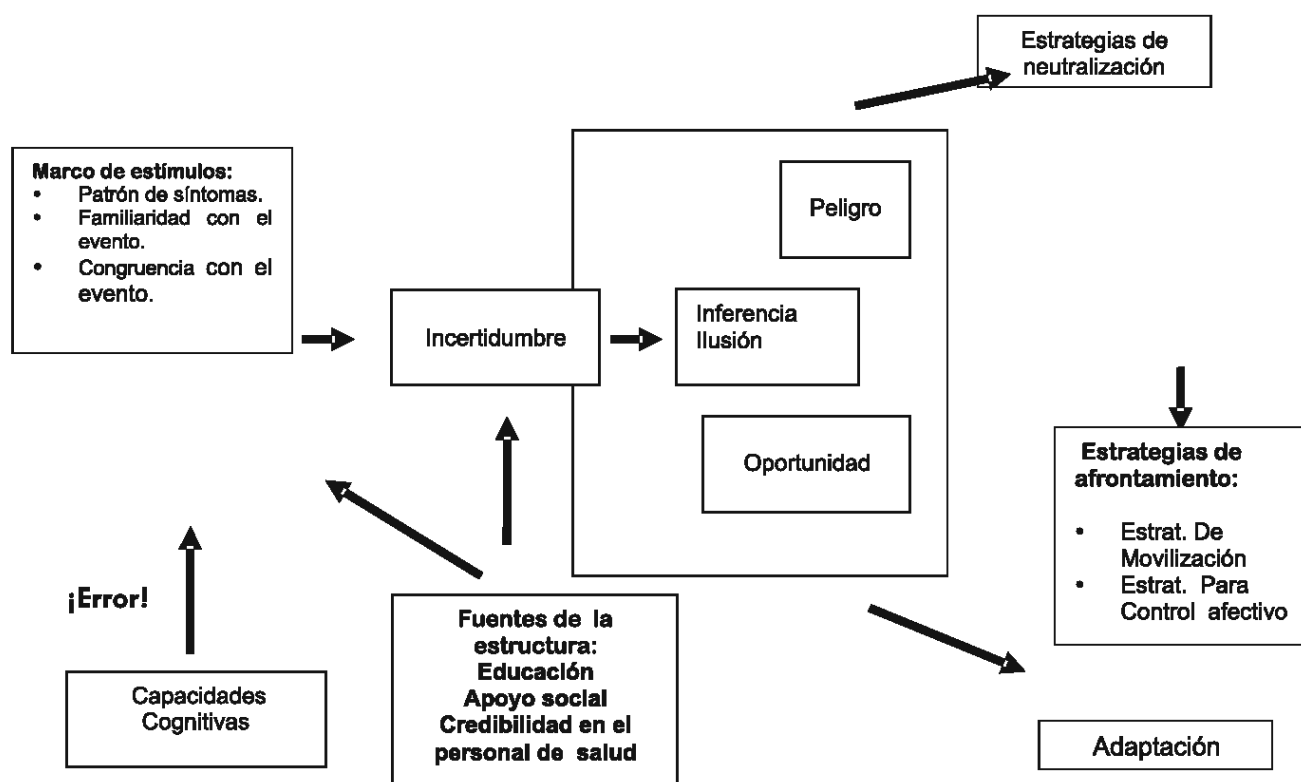 Estrategias de
neutralización
Marco de estímulos:
• Patrón de síntomas.
• Familiaridad con el
evento.
• Congruencia con el
evento.
Peligro
Incertidumbre
Inferencia
Ilusión
Oportunidad
Estrategias de
afrontamiento:
• Estrat. De
Movilización
• Estrat. Para
Control afectivo
¡Error!
Capacidades
Cognitivas
Fuentes de la
estructura:
Educación
Apoyo social
Credibilidad en el
personal de salud
Adaptación